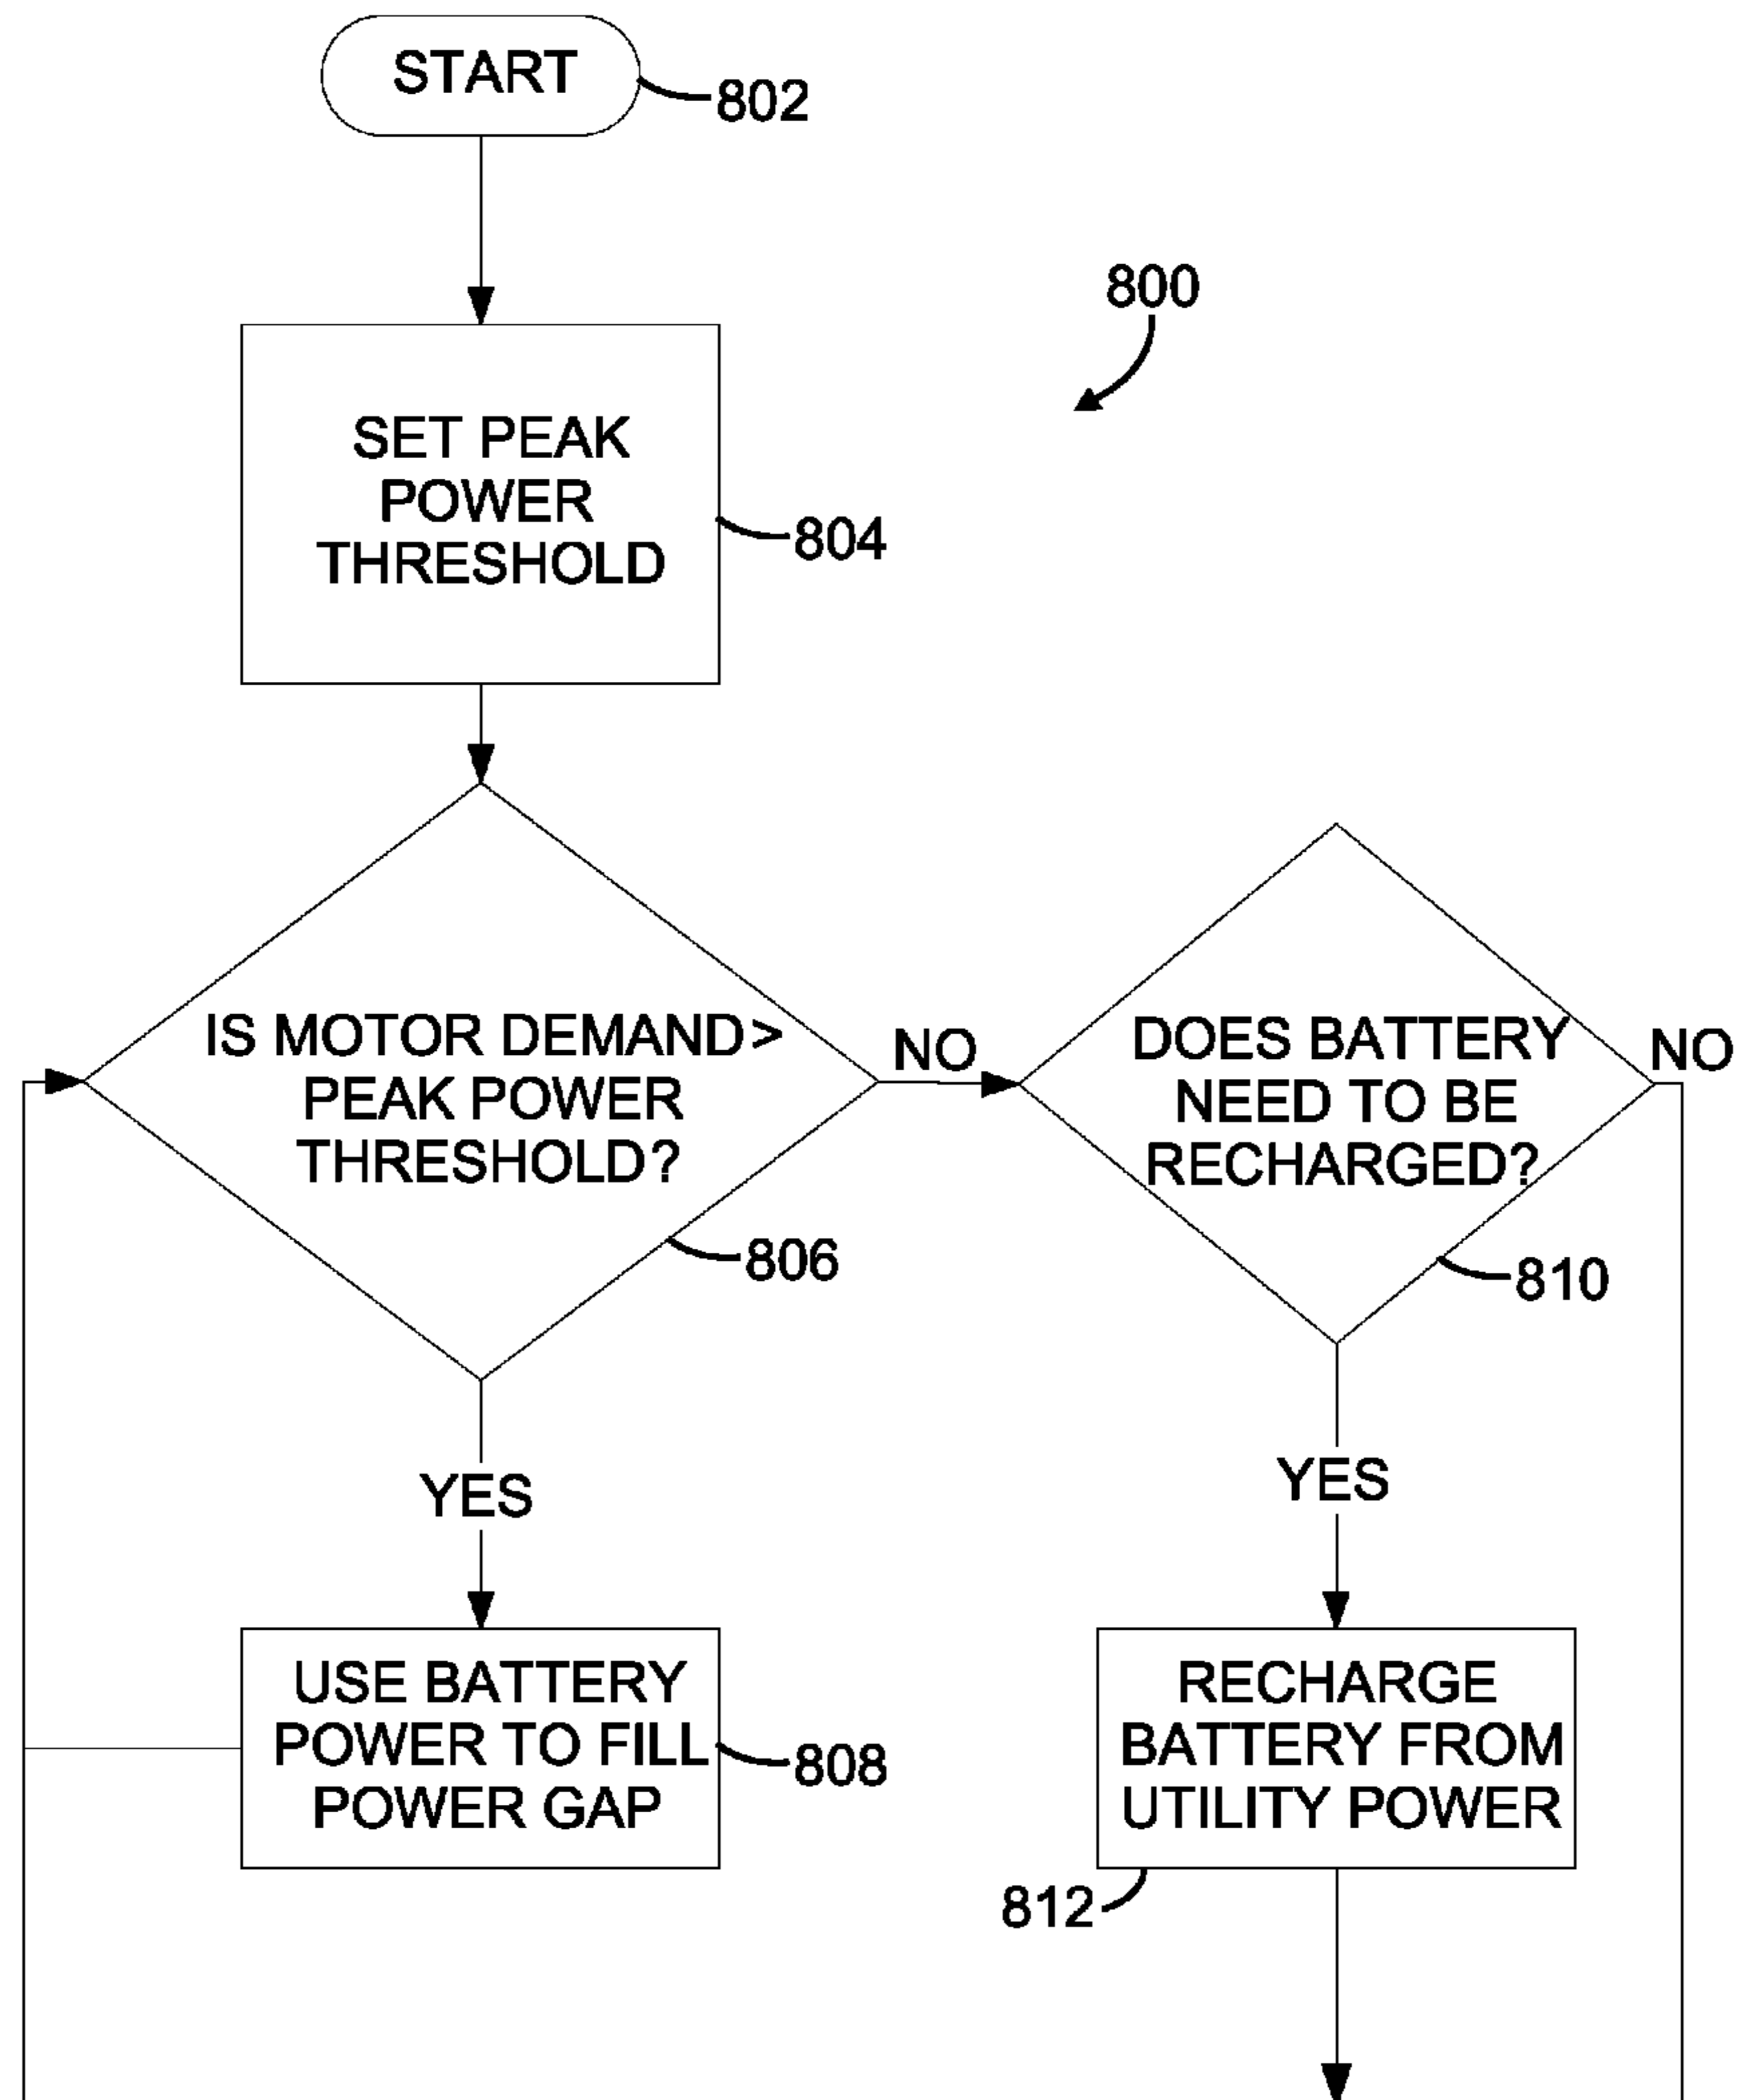 START
802
800
SET PEAK
POWER
THRESHOLD
804
IS MOTOR DEMAND>
PEAK POWER
THRESHOLD?
806
NO
DOES BATTERY
NEED TO BE
RECHARGED?
810
NO
YES
YES
USE BATTERY
POWER TO FILL
POWER GAP
808
RECHARGE
BATTERY FROM
UTILITY POWER
812